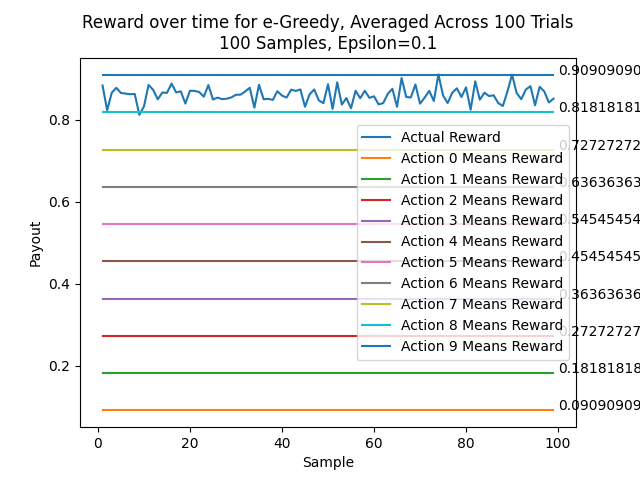 Reward over time for e-Greedy, Averaged Across 100 Trials
100 Samples, Epsilon=0.1
Payout
0.8
0.6
0.4
0.2
0.909090909
0.81818181
0.72727272
0.63636363
0.54545454
0.45454545
0.36363636
0.27272727
0.18181818
0.09090909
Actual Reward
Action 0 Means Reward
Action 1 Means Reward
Action 2 Means Reward
Action 3 Means Reward
Action 4 Means Reward
Action 5 Means Reward
Action 6 Means Reward
Action 7 Means Reward
Action 8 Means Reward
Action 9 Means Reward
0
20
40
60
80
100
Sample